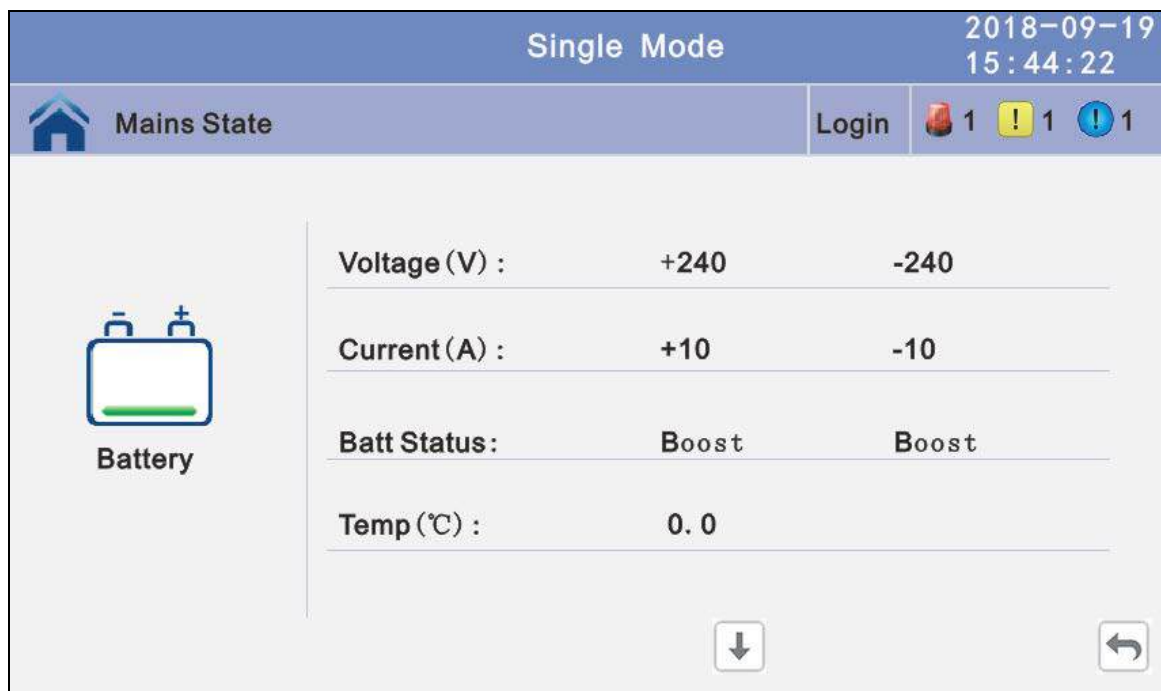 Single Mode
2018-09-19
15:44:22
Mains State
Login
1
! 1
! 1
Voltage(V): +240 -240
Current(A): +10 -10
- +
Batt Status: Boost Boost
Battery
Temp(℃): 0.0